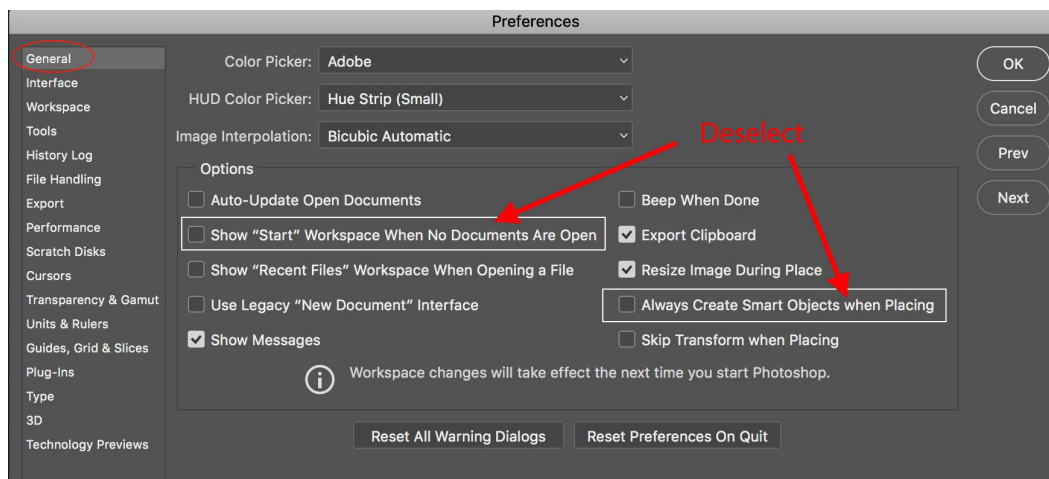 Preferences
General
Interface
Workspace
Tools
History Log
File Handling
Export
Performance
Scratch Disks
Cursors
Transparency & Gamut
Units & Rulers
Guides, Grid & Slices
Plug-Ins
Type
3D
Technology Previews
Color Picker: Adobe
HUD Color Picker: Hue Strip (Small)
Image Interpolation: Bicubic Automatic
Deselect
Options
Auto-Update Open Documents
Show “Start” Workspace When No Documents Are Open
Show “Recent Files” Workspace When Opening a File
Use Legacy “New Document” Interface
Show Messages
Beep When Done
Export Clipboard
Resize Image During Place
Always Create Smart Objects when Placing
Skip Transform when Placing
Workspace changes will take effect the next time you start Photoshop.
Reset All Warning Dialogs
Reset Preferences On Quit
OK
Cancel
Prev
Next